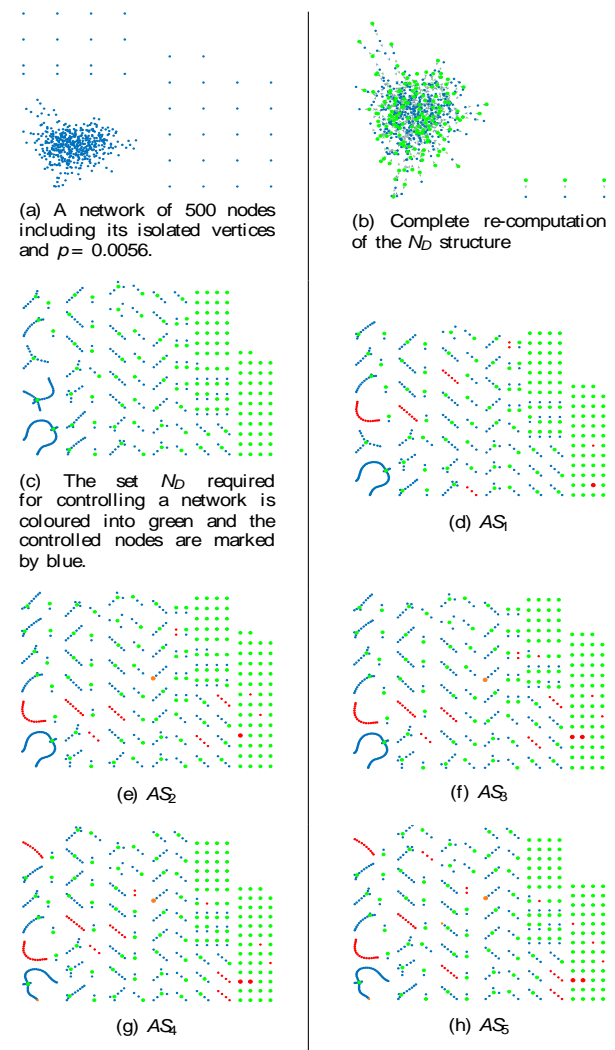 (a) A network of 500 nodes
including its isolated vertices
and p = 0.0056.
(b) Complete re-computation
of the N_D structure
(c) The set N_D required
for controlling a network is
coloured into green and the
controlled nodes are marked
by blue.
(d) AS_1
(e) AS_2
(f) AS_3
(g) AS_4
(h) AS_5